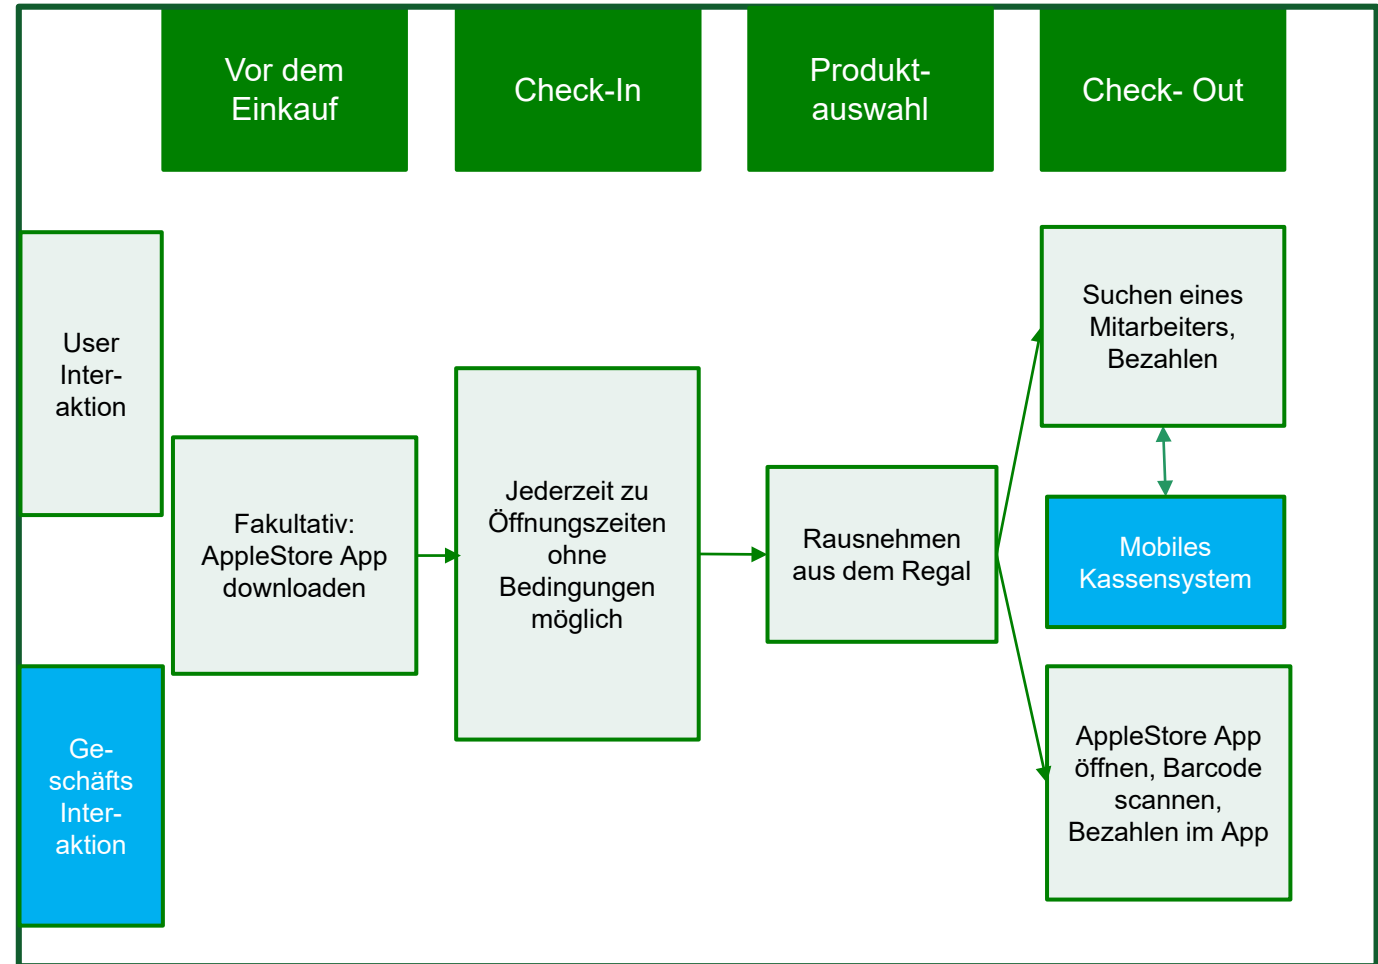 Vor dem
Einkauf
Check-In
Produkt-
auswahl
Check- Out
User
Inter-
aktion
Ge-
schäfts
Inter-
aktion
Fakultativ:
AppleStore App
downloaden
Jederzeit zu
Öffnungszeiten
ohne
Bedingungen
möglich
Rausnehmen
aus dem Regal
Suchen eines
Mitarbeiters,
Bezahlen
Mobiles
Kassensystem
AppleStore App
öffnen, Barcode
scannen,
Bezahlen im App